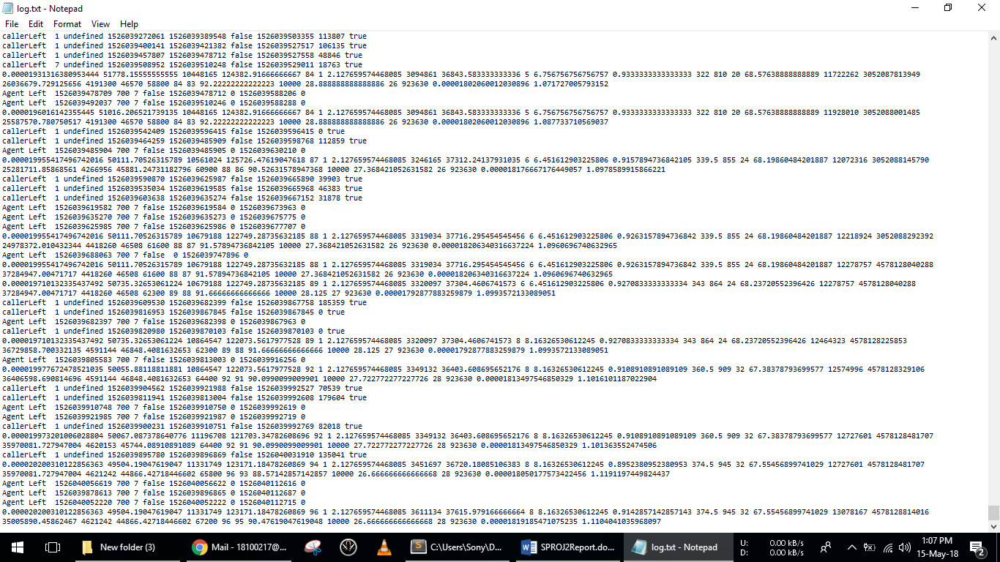 log.txt - Notepad
File Edit Format View Help
callerLeft 1 undefined 1526039272061 1526039389548 false 1526039503355 113807 true
callerLeft 1 undefined 1526039400141 1526039421382 false 1526039527517 106135 true
callerLeft 1 undefined 1526039457807 1526039478712 false 1526039527558 48846 true
callerLeft 7 undefined 1526039508952 1526039510248 false 1526039529011 18763 true
0.00001931316380953444 51778.15555555555 10448165 124382.91666666667 84 1 2.127659574468085 3094861 36843.583333333336 5 6.756756756756757 0.9333333333333333 322 810 20 68.57638888888889 11722262 3052087813949
26036679.729125656 4191300 46570 58800 84 83 92.22222222222223 10000 28.888888888888886 26 923630 0.00001802060012030896 1.071727005793152
Agent Left 1526039478709 700 7 false 1526039478712 0 1526039588206 0
Agent Left 1526039492037 700 7 false 1526039510246 0 1526039588288 0
0.0000196016142355445 51016.206521739135 10448165 124382.91666666667 84 1 2.127659574468085 3094861 36843.583333333336 5 6.756756756756757 0.9333333333333333 322 810 20 68.57638888888889 11928010 3052088001485
25587570.780750517 4191300 46570 58800 84 83 92.22222222222223 10000 28.888888888888886 26 923630 0.00001802060012030896 1.087733710569037
callerLeft 1 undefined 1526039542409 1526039596415 false 1526039596415 0 true
callerLeft 1 undefined 1526039464259 1526039485909 false 1526039598768 112859 true
Agent Left 1526039485904 700 7 false 1526039485905 0 1526039630210 0
0.0000199554174967420​16 50111.70526315789 10561024 125726.47619047618 87 1 2.127659574468085 3246165 37312.24137931035 6 6.451612903225806 0.9157894736842105 339.5 855 24 68.19860484201887 12072316 3052088145790
25281711.85868561 4266956 45881.24731182796 60900 88 86 90.52631578947368 10000 27.368421052631582 26 923630 0.000018176667176449057 1.0978589915866221
callerLeft 1 undefined 1526039590870 1526039625987 false 1526039665890 39903 true
callerLeft 1 undefined 1526039535034 1526039619585 false 1526039665968 46383 true
callerLeft 1 undefined 1526039603638 1526039635274 false 1526039667152 31878 true
Agent Left 1526039619582 700 7 false 1526039619584 0 1526039673963 0
Agent Left 1526039635270 700 7 false 1526039635273 0 1526039675775 0
Agent Left 1526039625985 700 7 false 1526039625986 0 1526039677707 0
0.000019955417496742016 50111.70526315789 10679188 122749.28735632185 88 1 2.127659574468085 3319034 37716.295454545456 6 6.451612903225806 0.9263157894736842 339.5 855 24 68.19860484201887 12218924 3052088292392
24978372.010432344 4418260 46508 61600 88 87 91.57894736842105 10000 27.368421052631582 26 923630 0.000018206340316637224 1.0960696740632965
Agent Left 1526039688063 700 7 false 0 1526039747896 0
0.000019955417496742016 50111.70526315789 10679188 122749.28735632185 88 1 2.127659574468085 3319034 37716.295454545456 6 6.451612903225806 0.9263157894736842 339.5 855 24 68.19860484201887 12278757 4578128040288
37284947.00471717 4418260 46508 61600 88 87 91.57894736842105 10000 27.368421052631582 26 923630 0.000018206340316637224 1.0960696740632965
0.000019710132335437492 50735.32653061224 10679188 122749.28735632185 89 1 2.127659574468085 3320097 37304.4606741573 6 6.451612903225806 0.9270833333333334 343 864 24 68.23720552396426 12278757 4578128040288
37284947.00471717 4418260 46508 62300 89 88 91.66666666666666 10000 28.125 27 923630 0.00001792877883259879 1.0993572133089051
callerLeft 1 undefined 1526039609530 1526039682399 false 1526039867758 185359 true
callerLeft 1 undefined 1526039816953 1526039867845 false 1526039867845 0 true
Agent Left 1526039682397 700 7 false 1526039682398 0 1526039867963 0
callerLeft 1 undefined 1526039820980 1526039870103 false 1526039870103 0 true
0.000019710132335437492 50735.32653061224 10864547 122073.5617977528 89 1 2.127659574468085 3320097 37304.4606741573 8 8.16326530612245 0.9270833333333334 343 864 24 68.23720552396426 12464323 4578128225853
36729858.700332135 4591144 46848.4081632653 62300 89 88 91.66666666666666 10000 28.125 27 923630 0.00001792877883259879 1.0993572133089051
Agent Left 1526039805583 700 7 false 1526039813003 0 1526039916256 0
0.000019977672478521035 50055.88118811881 10864547 122073.5617977528 92 1 2.127659574468085 3349132 36403.608695652176 8 8.16326530612245 0.9108910891089109 360.5 909 32 67.38378793699577 12574996 4578128329106
36406598.690814696 4591144 46848.4081632653 64400 92 91 90.0990099009901 10000 27.722772277227726 28 923630 0.00001813497546850329 1.1016101187022904
callerLeft 1 undefined 1526039904562 1526039921988 false 1526039992527 70539 true
callerLeft 1 undefined 1526039811941 1526039813004 false 1526039992608 179604 true
Agent Left 1526039910748 700 7 false 1526039910750 0 1526039992619 0
Agent Left 1526039921985 700 7 false 1526039921987 0 1526039992719 0
callerLeft 1 undefined 1526039900231 1526039910751 false 1526039992769 82018 true
0.000019973201006028804 50067.087378640776 11196708 121703.34782608696 92 1 2.127659574468085 3349132 36403.608695652176 8 8.16326530612245 0.9108910891089109 360.5 909 32 67.38378793699577 12727601 4578128481707
35970081.727947004 4620153 45744.08910891089 64400 92 91 90.0990099009901 10000 27.722772277227726 28 923630 0.00001813497546850329 1.101363552474506
callerLeft 1 undefined 1526039895780 1526039896869 false 1526040031910 135041 true
0.000020200310122856363 49504.19047619047 11331749 123171.18478260869 94 1 2.127659574468085 3451697 36720.18085106383 8 8.16326530612245 0.8952380952380953 374.5 945 32 67.55456899741029 12727601 4578128481707
35970081.727947004 4621242 44866.42718446602 65800 96 93 88.57142857142857 10000 26.666666666666668 28 923630 0.000018050177573422456 1.1191197449824437
Agent Left 1526040056619 700 7 false 1526040056622 0 1526040112616 0
Agent Left 1526039878613 700 7 false 1526039896865 0 1526040112687 0
Agent Left 1526040052220 700 7 false 1526040052222 0 1526040112715 0
0.000020200310122856363 49504.19047619047 11331749 123171.18478260869 96 1 2.127659574468085 3611134 37615.979166666664 8 8.16326530612245 0.9142857142857143 374.5 945 32 67.55456899741029 13078167 4578128814016
35005890.45862467 4621242 44866.42718446602 67200 96 95 90.47619047619048 10000 26.666666666666668 28 923630 0.00001819185471075235 1.1104041035968097
New folder (3)
Mail - 18100217@...
C:\Users\Sony\D...
SPROJ2Report.do...
log.txt - Notepad
U: 0.00 kB/s
D: 0.00 kB/s
1:07 PM
15-May-18
2